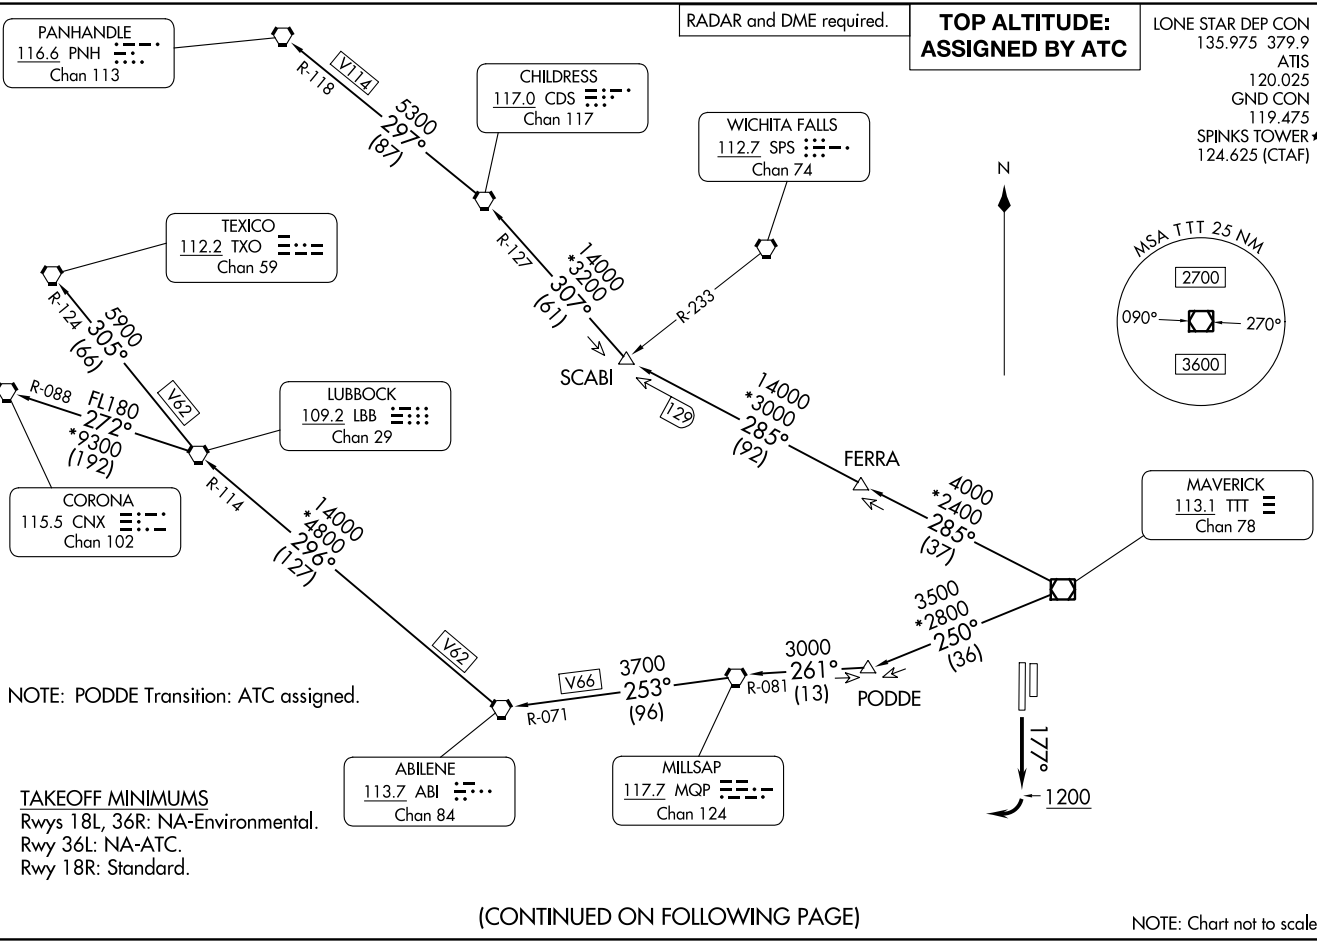 RADAR and DME required.
TOP ALTITUDE:
ASSIGNED BY ATC
LONE STAR DEP CON
135.975 379.9
ATIS
120.025
GND CON
119.475
SPINKS TOWER★
124.625 (CTAF)
PANHANDLE
116.6 PNH
Chan 113
R-118
V114
5300
297°
(87)
CHILDRESS
117.0 CDS
Chan 117
WICHITA FALLS
112.7 SPS
Chan 74
N
MSA TTT 25 NM
2700
090°
270°
3600
TEXICO
112.2 TXO
Chan 59
R-127
14000
*3200
307°
(61)
R-233
SCABI
129
R-124
5900
305°
(66)
V62
R-088
FL180
272°
*9300
(192)
LUBBOCK
109.2 LBB
Chan 29
14000
*3000
285°
(92)
FERRA
CORONA
115.5 CNX
Chan 102
R-114
14000
*4800
296°
(127)
4000
*2400
285°
(37)
MAVERICK
113.1 TTT
Chan 78
3500
*2800
250°
(36)
V62
3700
V66
253°
(96)
R-071
3000
261°
(13)
R-081
PODDE
NOTE: PODDE Transition: ATC assigned.
177°
1200
ABILENE
113.7 ABI
Chan 84
MILLSAP
117.7 MQP
Chan 124
TAKEOFF MINIMUMS
Rwys 18L, 36R: NA-Environmental.
Rwy 36L: NA-ATC.
Rwy 18R: Standard.
(CONTINUED ON FOLLOWING PAGE)
NOTE: Chart not to scale